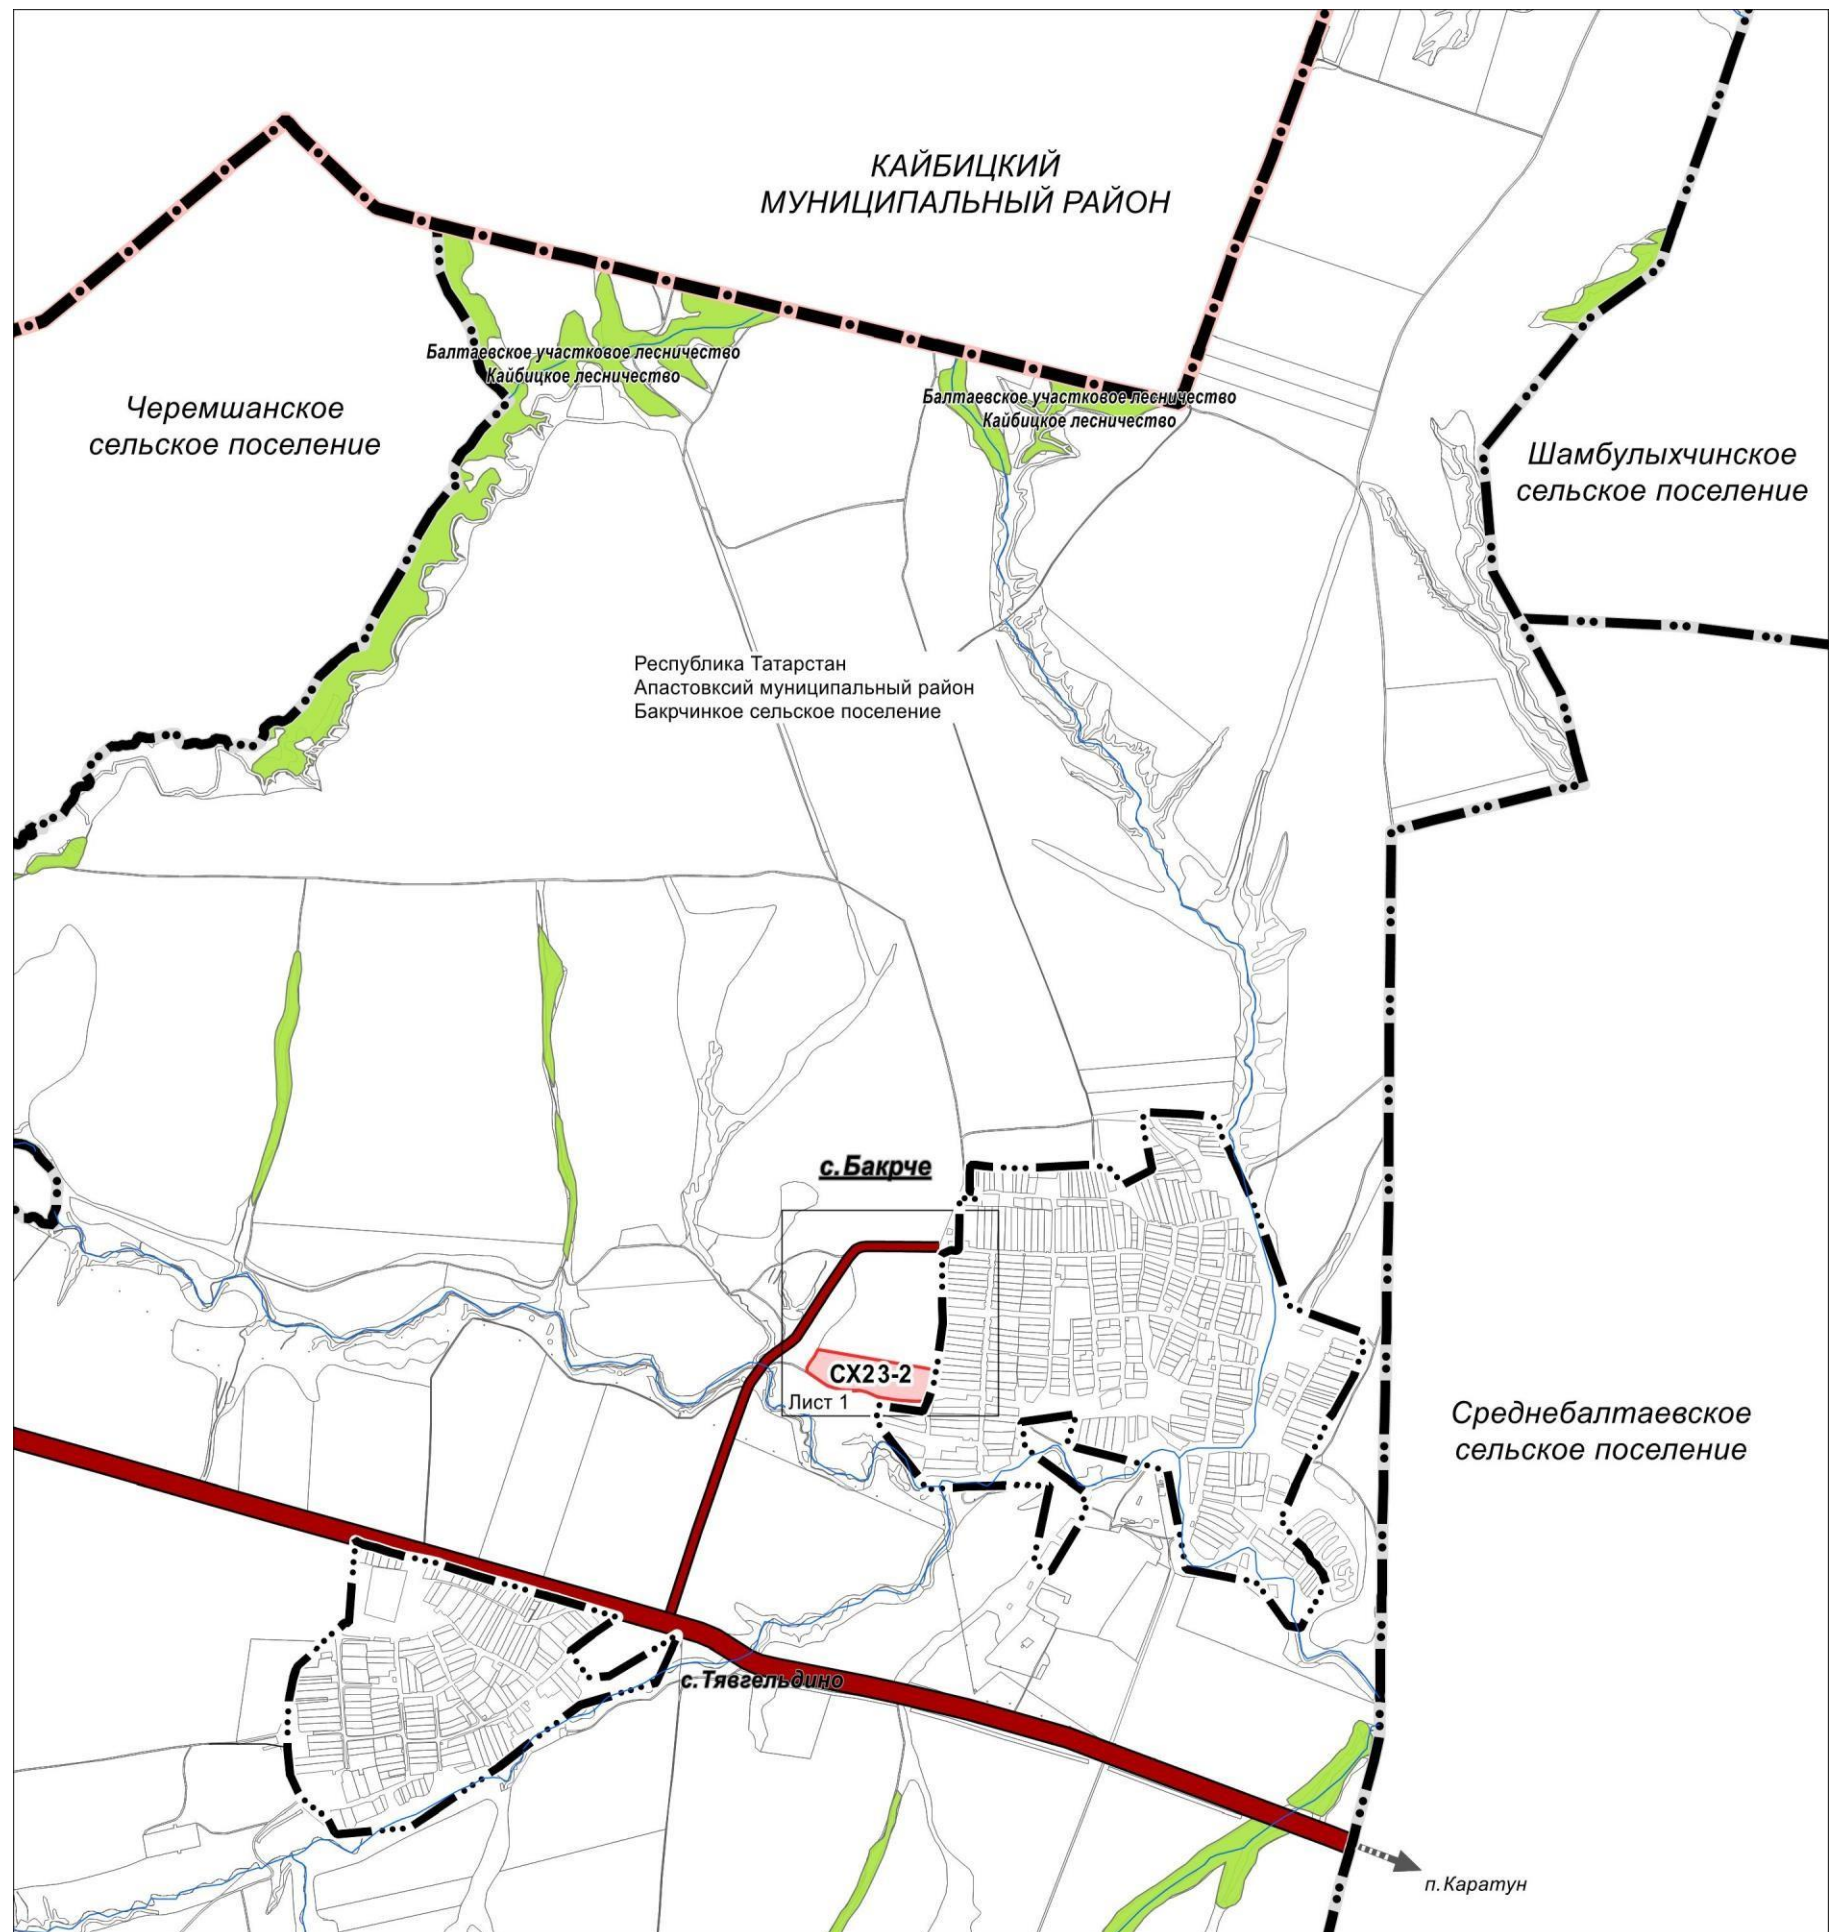 КАЙБИЦКИЙ
МУНИЦИПАЛЬНЫЙ РАЙОН
Балтаевское участковое лесничество
Кайбицкое лесничество
Балтаевское участковое лесничество
Кайбицкое лесничество
Черемшанское
сельское поселение
Шамбулыхчинское
сельское поселение
Республика Татарстан
Апастовксий муниципальный район
Бакрчинкое сельское поселение
с.Бакрче
СХ23-2
Лист 1
Среднебалтаевское
сельское поселение
с.Тявгельдино
п.Каратун